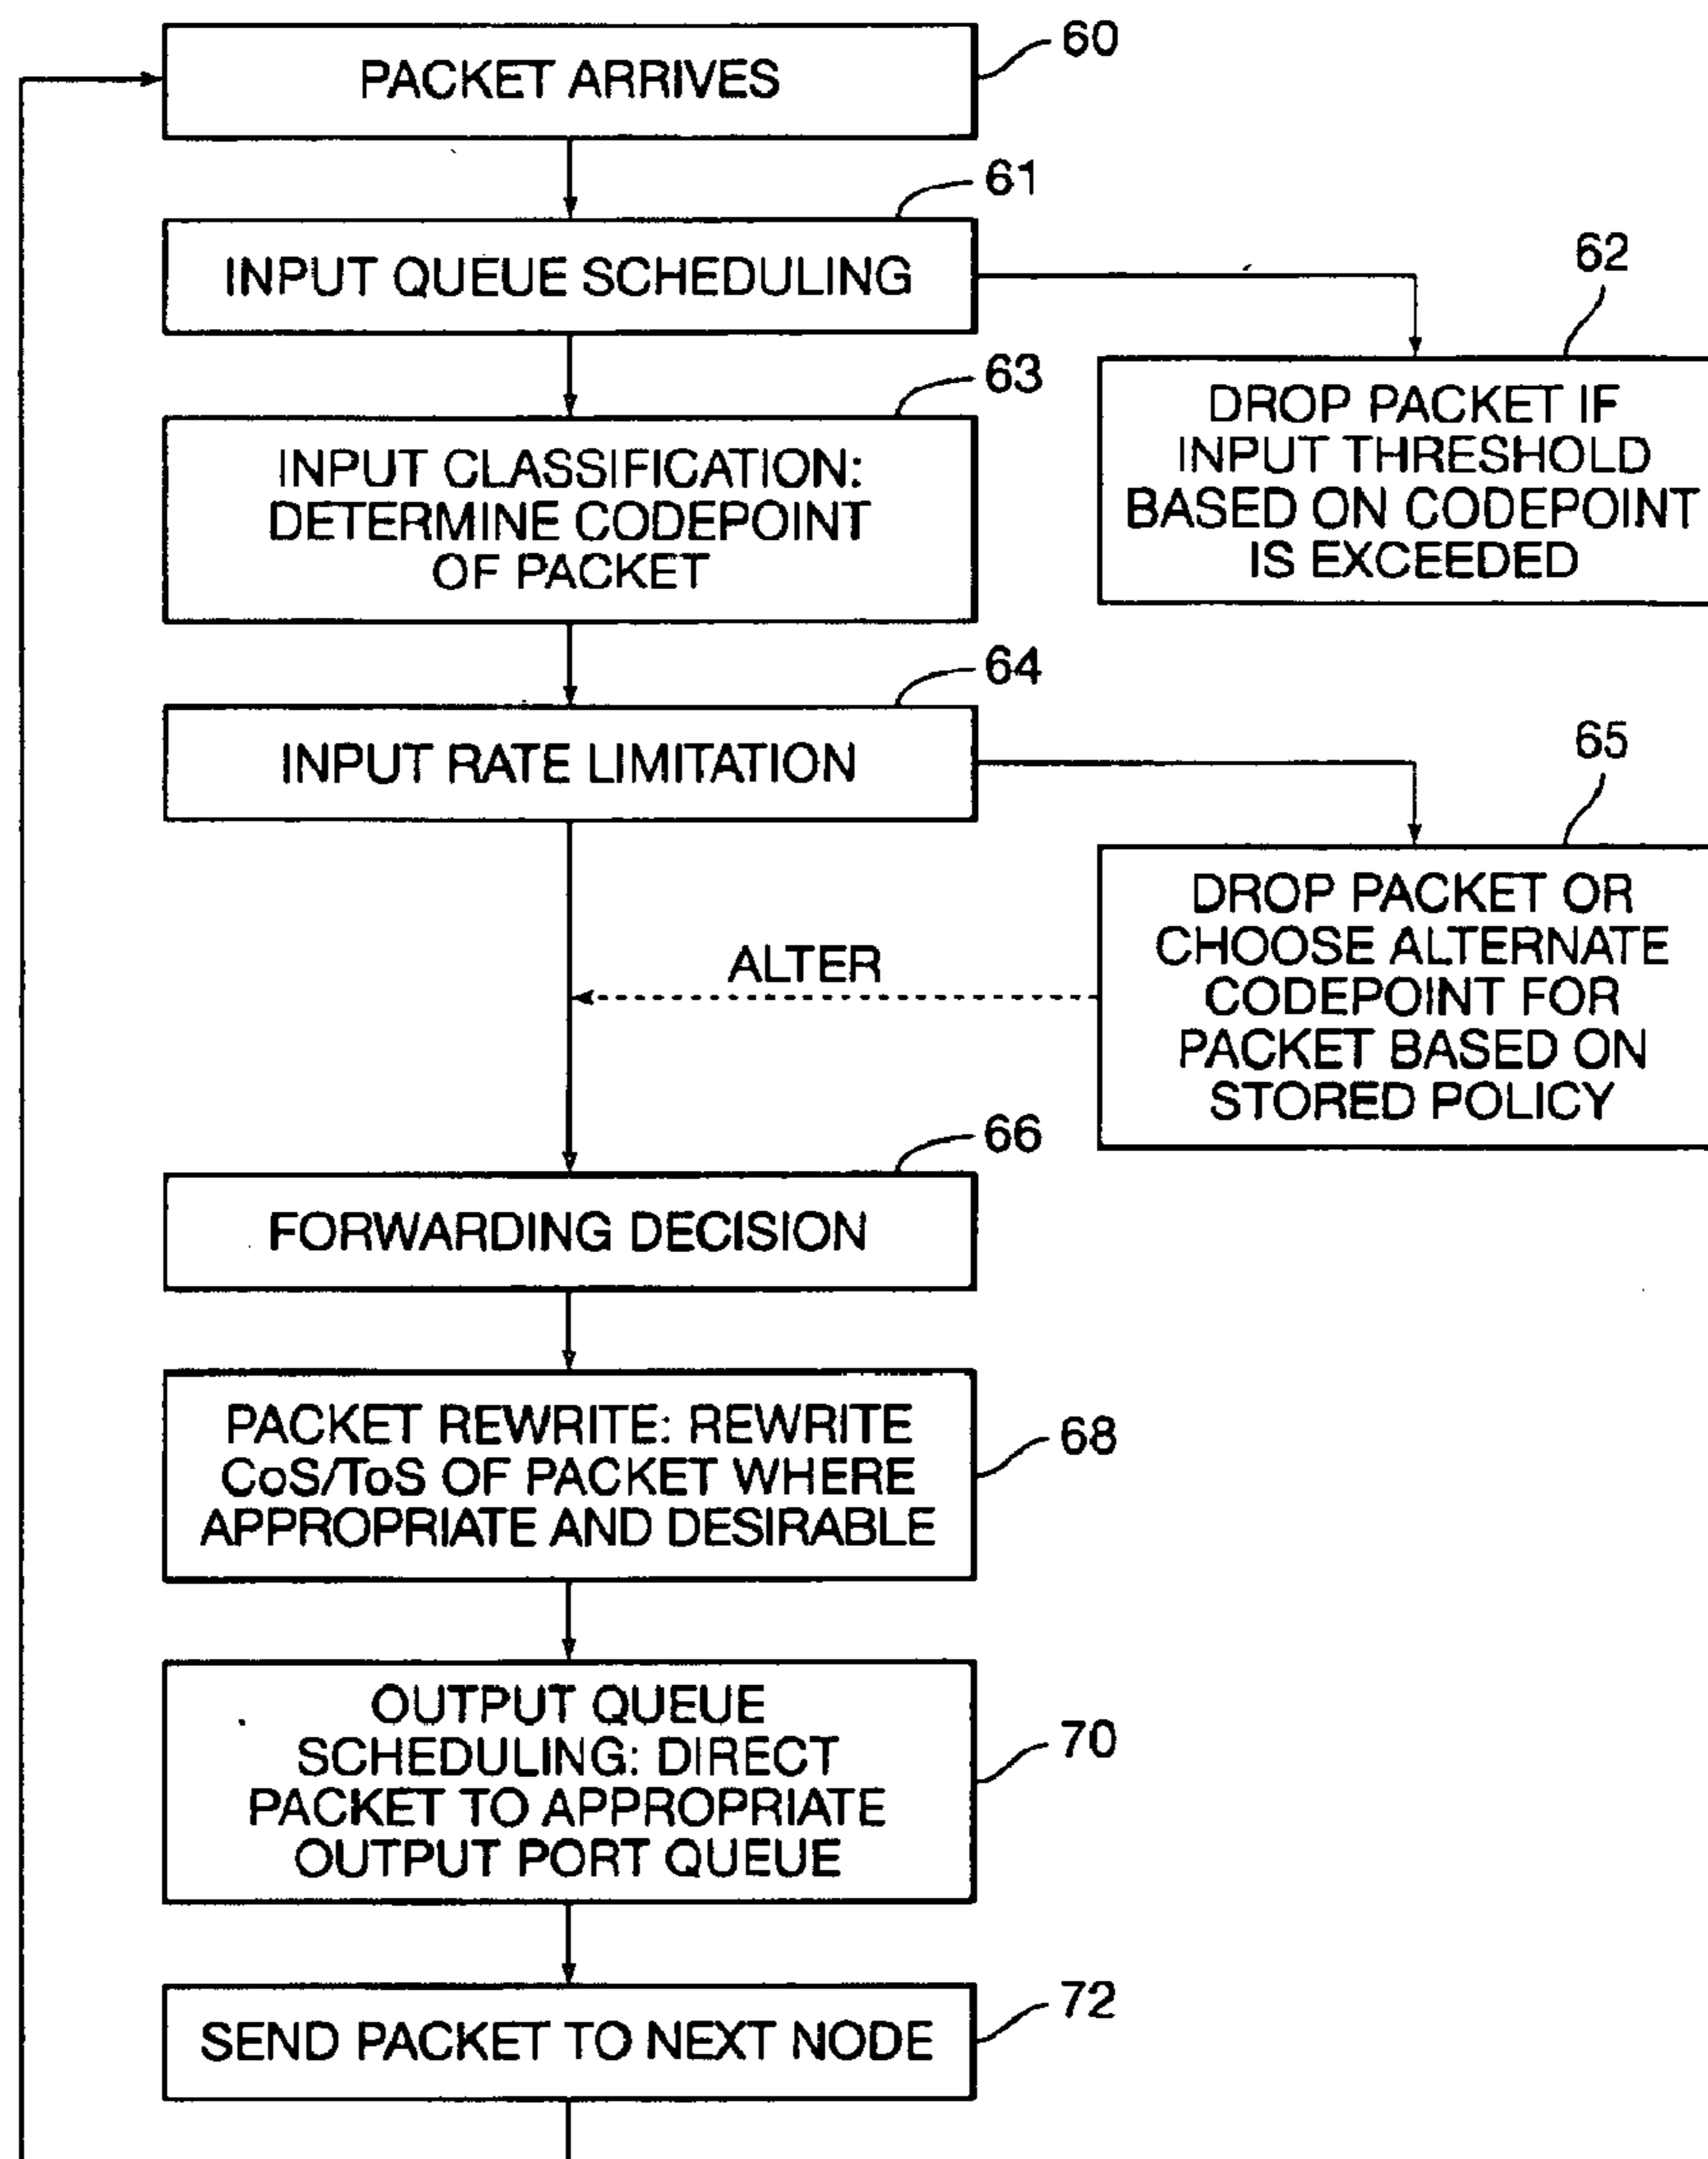 60
PACKET ARRIVES
61
INPUT QUEUE SCHEDULING
62
DROP PACKET IF
INPUT THRESHOLD
BASED ON CODEPOINT
IS EXCEEDED
63
INPUT CLASSIFICATION:
DETERMINE CODEPOINT
OF PACKET
64
INPUT RATE LIMITATION
65
DROP PACKET OR
CHOOSE ALTERNATE
CODEPOINT FOR
PACKET BASED ON
STORED POLICY
ALTER
66
FORWARDING DECISION
68
PACKET REWRITE: REWRITE
CoS/ToS OF PACKET WHERE
APPROPRIATE AND DESIRABLE
70
OUTPUT QUEUE
SCHEDULING: DIRECT
PACKET TO APPROPRIATE
OUTPUT PORT QUEUE
72
SEND PACKET TO NEXT NODE